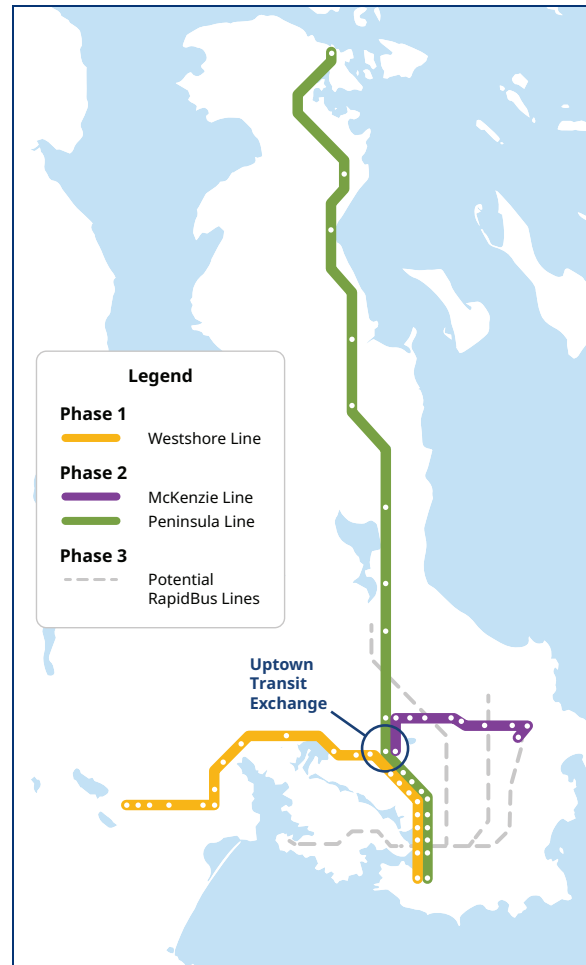 Legend
Phase 1
Westshore Line
Phase 2
McKenzie Line
Peninsula Line
Phase 3
Potential
RapidBus Lines
Uptown
Transit
Exchange